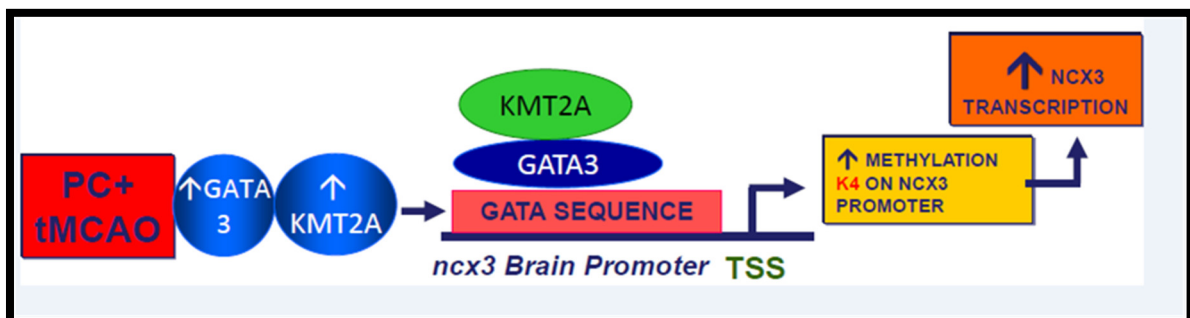 PC+
tMCAO
↑GATA
3
↑
KMT2A
KMT2A
GATA3
GATA SEQUENCE
ncx3 Brain Promoter
TSS
↑ METHYLATION
K4 ON NCX3
PROMOTER
↑ NCX3
TRANSCRIPTION